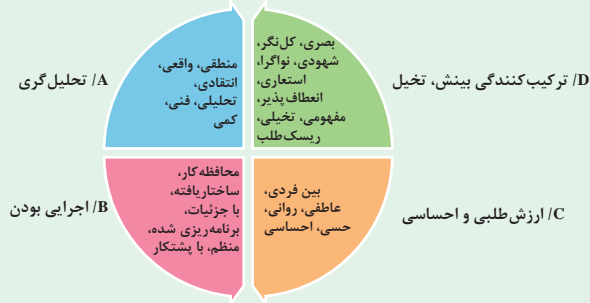 بصری، کل‌نگر،
شهودی، نواگرا،
استعاری،
انعطاف‌پذیر،
مفهومی، تخیلی،
ریسک‌طلب
D/ ترکیب‌کنندگی بینش، تخیل
منطقی، واقعی،
انتقادی،
تحلیلی، فنی،
کمی
A/ تحلیل‌گری
بین فردی،
عاطفی، روانی،
حسی، احساسی
C/ ارزش‌طلبی و احساسی
محافظه‌کار،
ساختاریافته،
با جزئیات،
برنامه‌ریزی شده،
منظم، با پشتکار
B/ اجرایی بودن